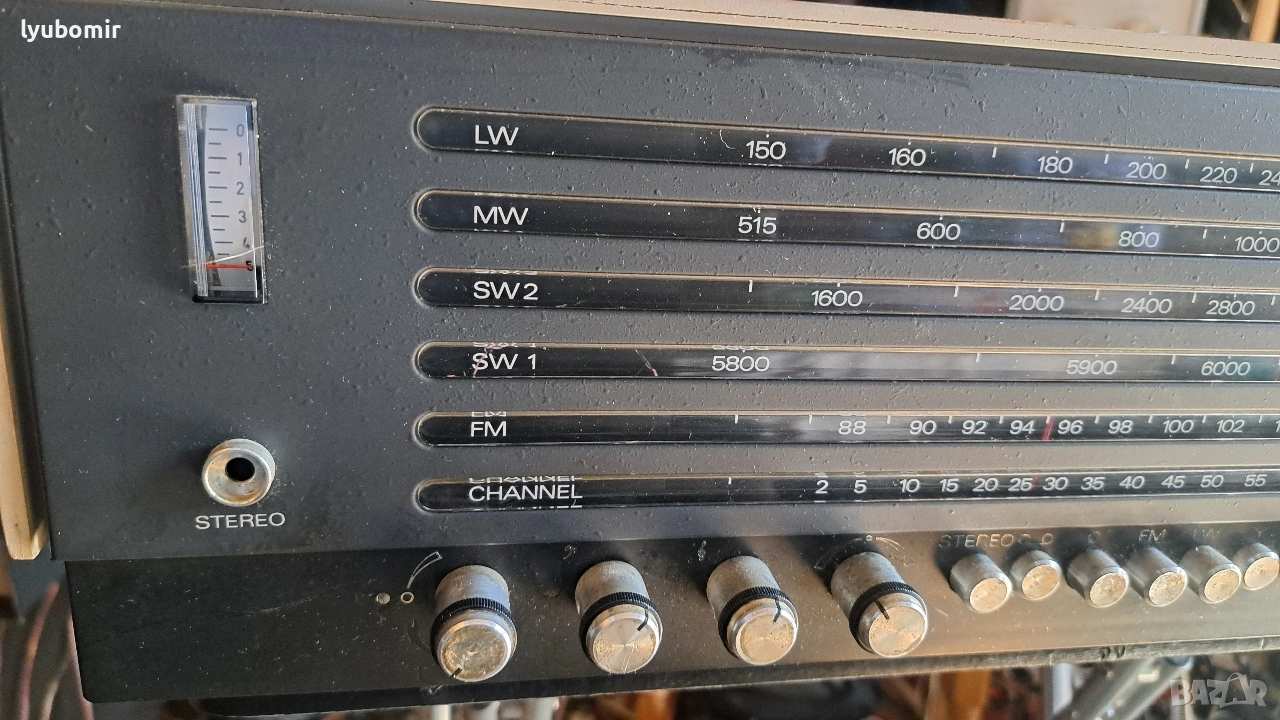 lyubomir
0
1
2
3
4
5
LW 150 160 180 200 220
MW 515 600 800 1000
SW 2 1600 2000 2400 2800
SW 1 5800 5900 6000
FM 88 90 92 94 96 98 100 102
CHANNEL 2 5 10 15 20 25 30 35 40 45 50 55
STEREO
STEREO FM
BAZAR